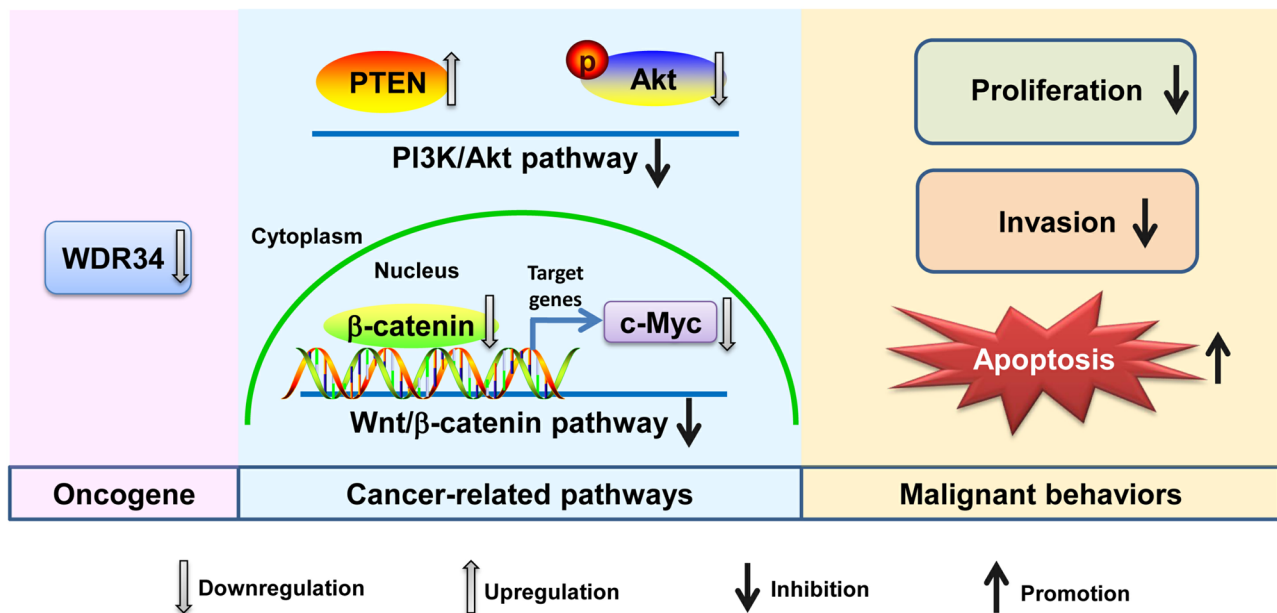 PTEN
p
Akt
PI3K/Akt pathway
Proliferation
Invasion
WDR34
Cytoplasm
Nucleus
Target
genes
β-catenin
c-Myc
Apoptosis
Wnt/β-catenin pathway
Oncogene
Cancer-related pathways
Malignant behaviors
Downregulation
Upregulation
Inhibition
Promotion